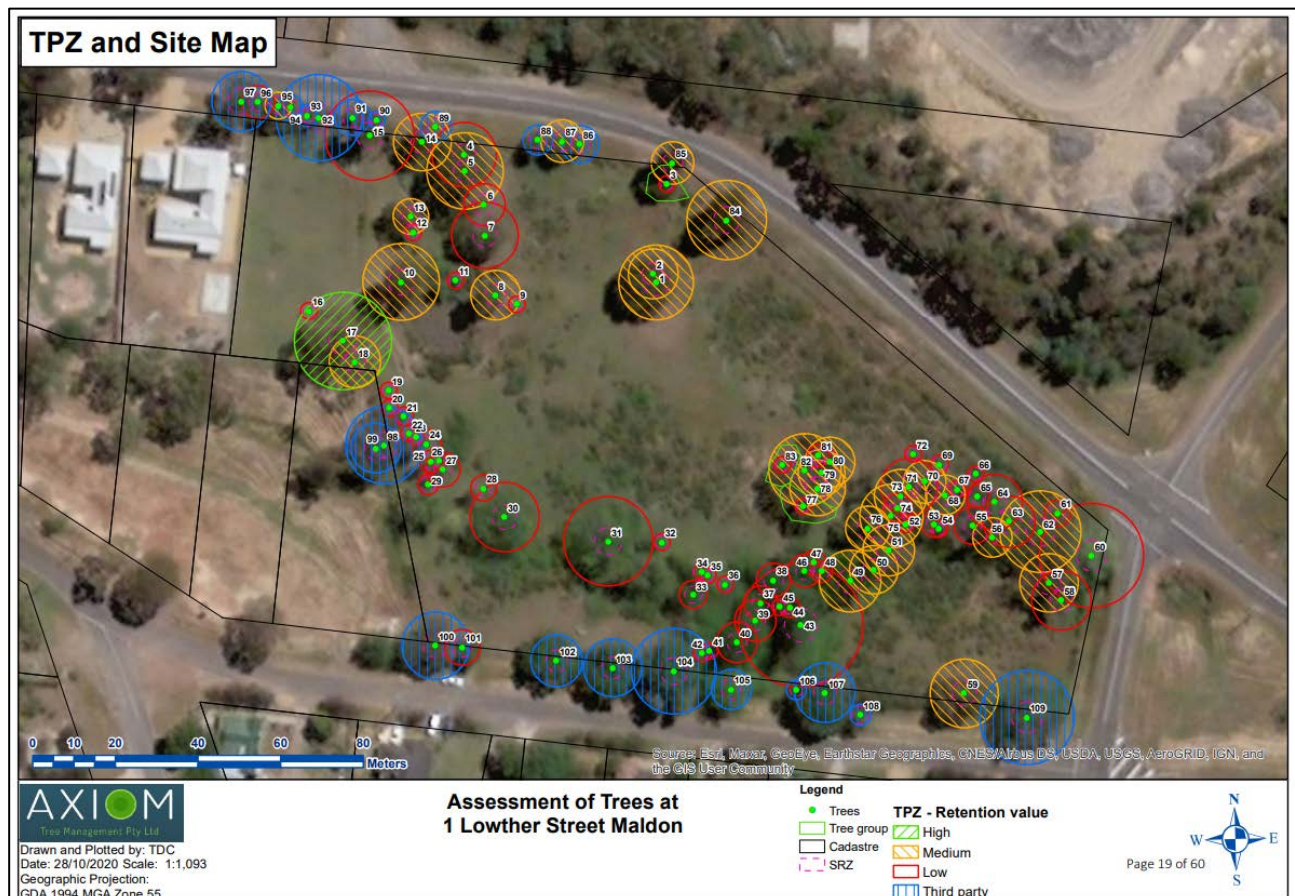 TPZ and Site Map
97 96 95 94 93 92 91 90 89 88 87 86
15 14 4 5 6 7 85 3 84
13 12 10 11 8 9 2 1
16 17 18
19 20 21 22 23 24 25 26 27 28 29 30
99 98
31 32 33 34 35 36
83 82 81 80 79 78 77
72 69 66 73 71 70 67 68 65 64 61
76 74 75 52 53 54 55 56 63 62 60
51 50 49 48 47 46 38 57 58
37 39 45 44 43 40 41 42
100 101 102 103 104 105 106 107 108 59 109
0 10 20 40 60 80
Meters
Source: Esri, Maxar, GeoEye, Earthstar Geographics, CNES/Airbus DS, USDA, USGS, AeroGRID, IGN, and
the GIS User Community
AXIOM
Tree Management Pty Ltd
Drawn and Plotted by: TDC
Date: 28/10/2020 Scale: 1:1,093
Geographic Projection:
GDA 1994 MGA Zone 55
Assessment of Trees at
1 Lowther Street Maldon
Legend
Trees
Tree group
Cadastre
SRZ
TPZ - Retention value
High
Medium
Low
Third party
N
W E
S
Page 19 of 60